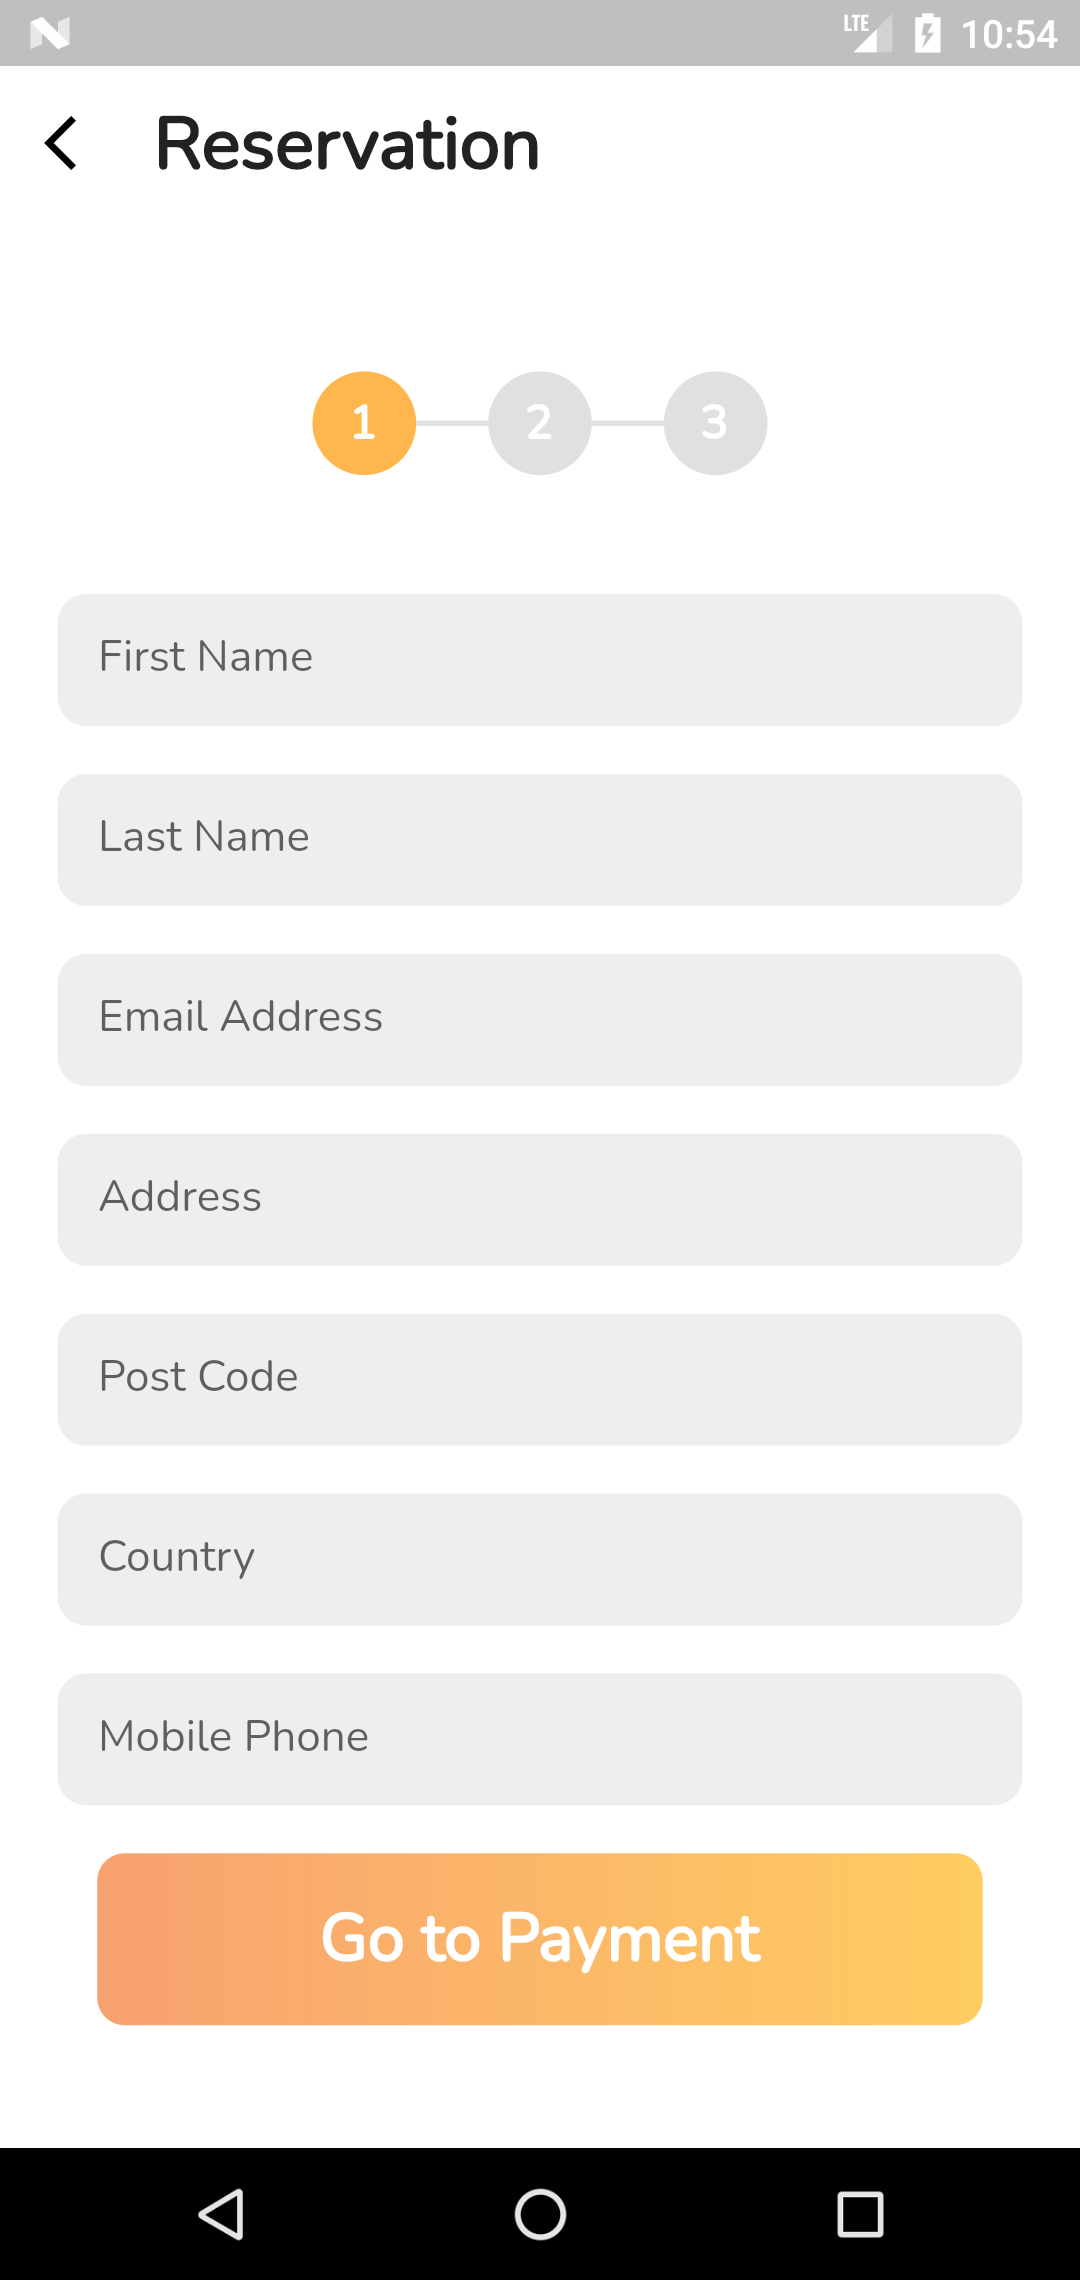 LTE 10:54
Reservation
1 2 3
First Name
Last Name
Email Address
Address
Post Code
Country
Mobile Phone
Go to Payment